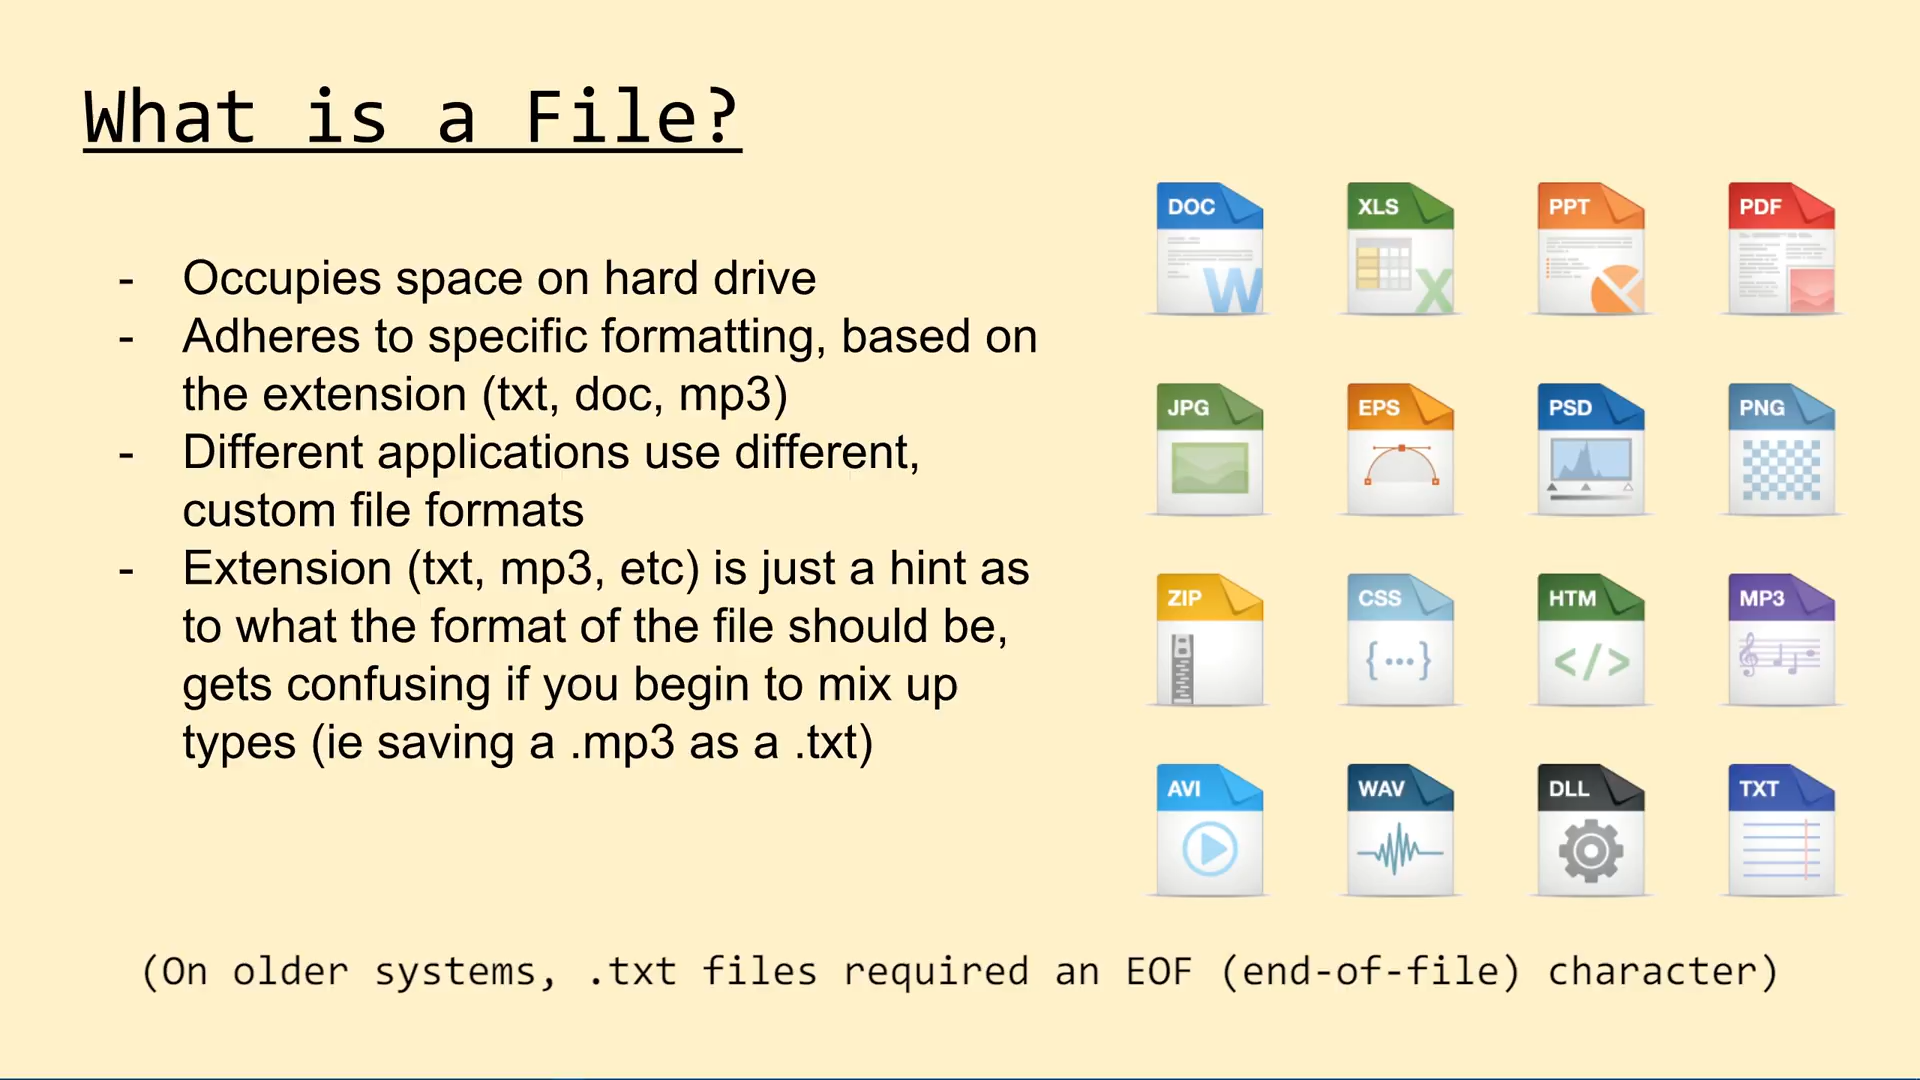 What is a File?
- Occupies space on hard drive
- Adheres to specific formatting, based on
the extension (txt, doc, mp3)
- Different applications use different,
custom file formats
- Extension (txt, mp3, etc) is just a hint as
to what the format of the file should be,
gets confusing if you begin to mix up
types (ie saving a .mp3 as a .txt)
DOC XLS PPT PDF
W X
JPG EPS PSD PNG
ZIP CSS HTM MP3
{...} </>
AVI WAV DLL TXT
(On older systems, .txt files required an EOF (end-of-file) character)